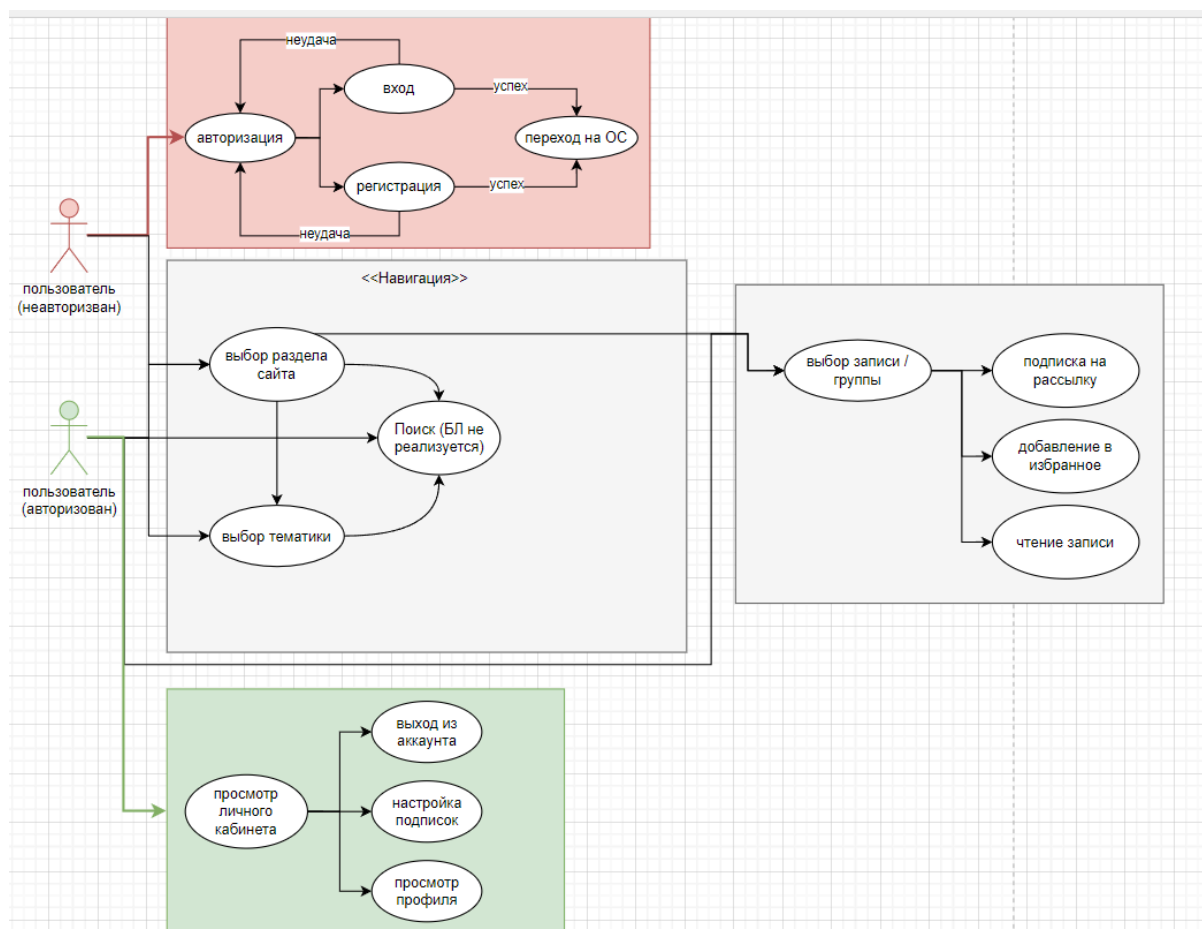 неудача
вход
успех
авторизация
переход на ОС
регистрация
успех
неудача
пользователь
(неавторизван)
<<Навигация>>
выбор раздела
сайта
выбор записи /
группы
подписка на
рассылку
Поиск (БЛ не
реализуется)
добавление в
избранное
пользователь
(авторизован)
выбор тематики
чтение записи
выход из
аккаунта
просмотр
личного
кабинета
настройка
подписок
просмотр
профиля